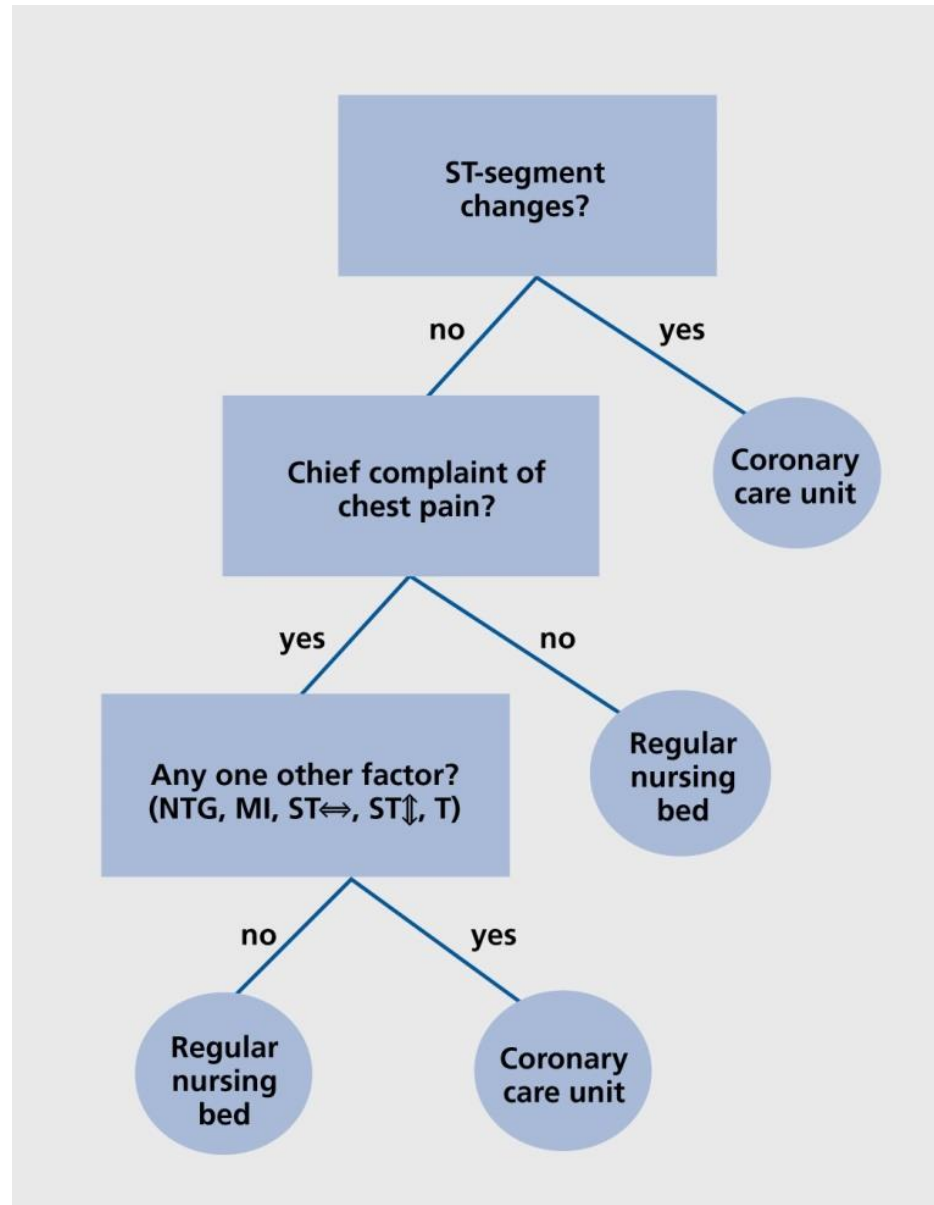 ST-segment
changes?
no
yes
Chief complaint of
chest pain?
Coronary
care unit
yes
no
Any one other factor?
(NTG, MI, ST⇔, ST⇕, T)
Regular
nursing
bed
no
yes
Regular
nursing
bed
Coronary
care unit